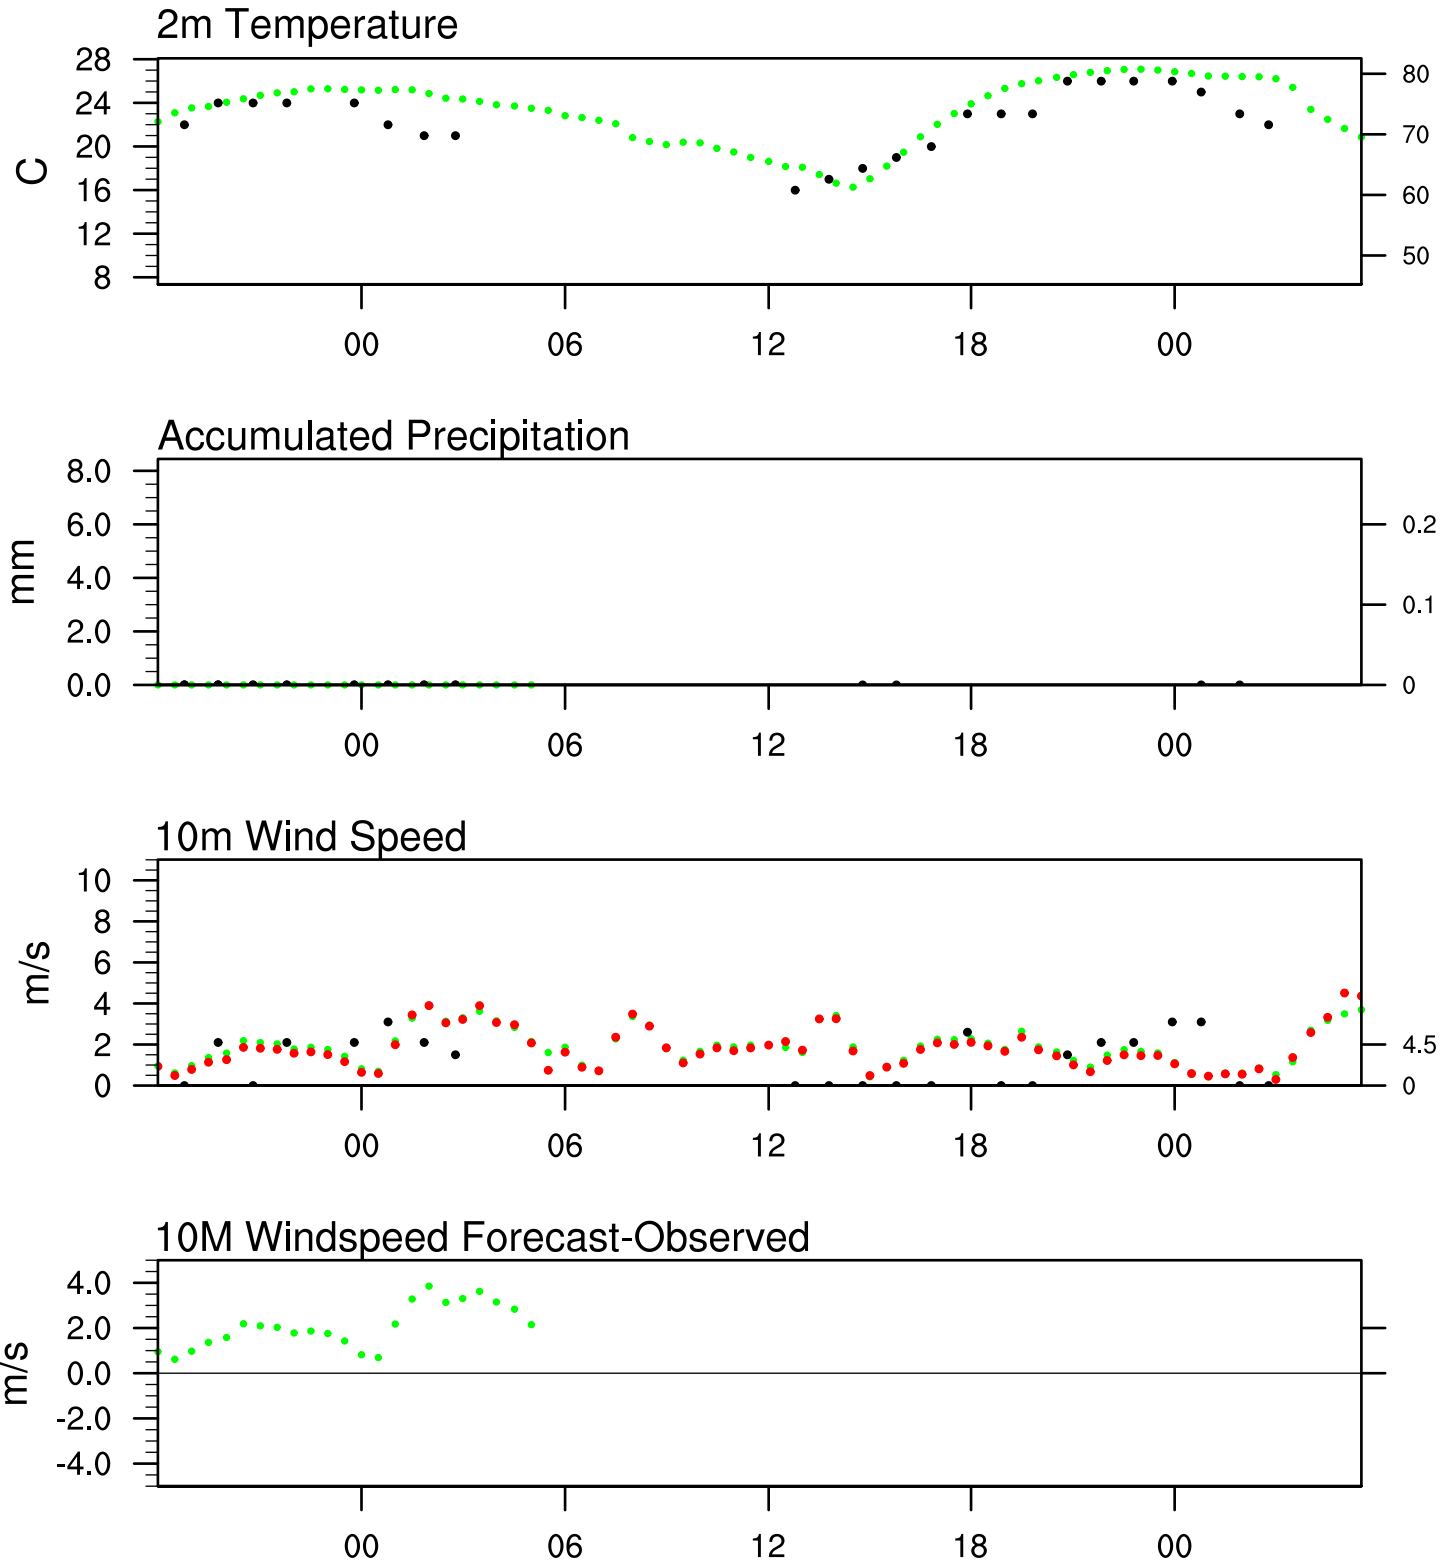 2m Temperature
28
24
20
16
12
8
C
80
70
60
50
00 06 12 18 00
Accumulated Precipitation
8.0
6.0
4.0
2.0
0.0
mm
0.2
0.1
0
00 06 12 18 00
10m Wind Speed
10
8
6
4
2
0
m/s
4.5
0
00 06 12 18 00
10M Windspeed Forecast-Observed
4.0
2.0
0.0
-2.0
-4.0
m/s
00 06 12 18 00